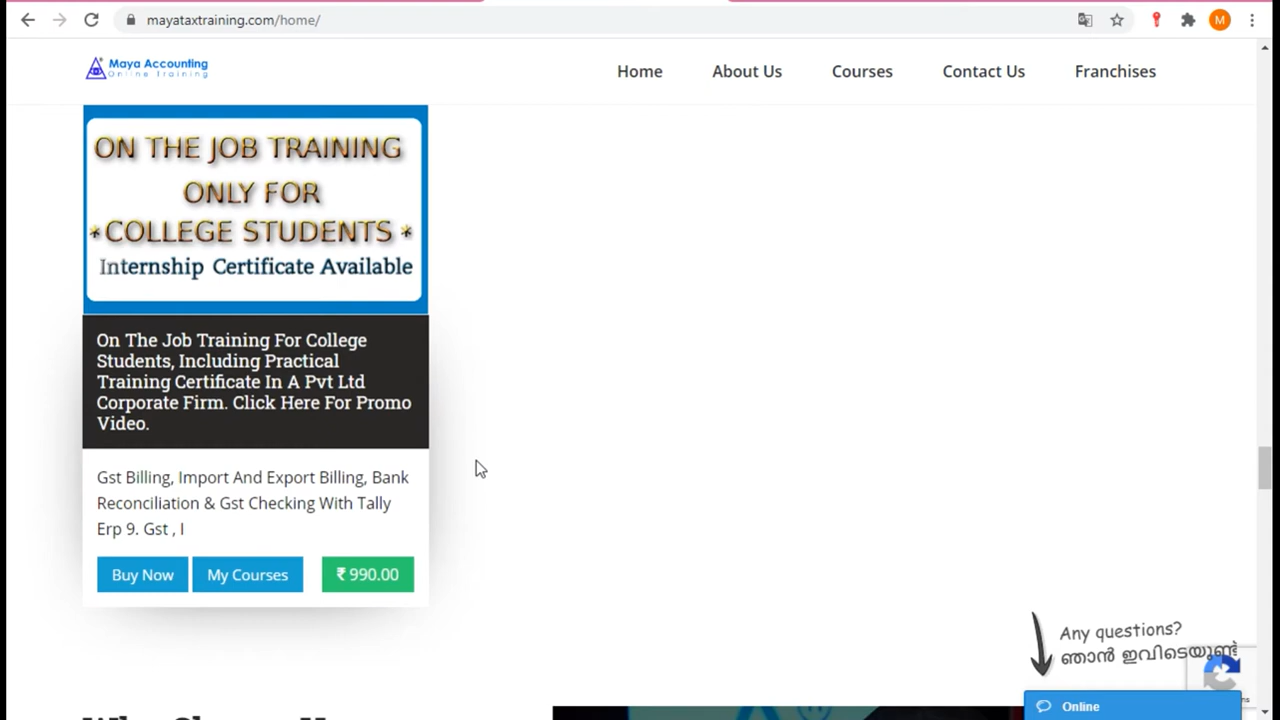 mayataxtraining.com/home/
M
Maya Accounting
Online Training
Home
About Us
Courses
Contact Us
Franchises
ON THE JOB TRAINING
ONLY FOR
*COLLEGE STUDENTS *
Internship Certificate Available
On The Job Training For College
Students, Including Practical
Training Certificate In A Pvt Ltd
Corporate Firm. Click Here For Promo
Video.
Gst Billing, Import And Export Billing, Bank
Reconciliation & Gst Checking With Tally
Erp 9. Gst , I
Buy Now
My Courses
₹ 990.00
Any questions?
ഞാൻ ഇവിടെയുണ്ട്
Online